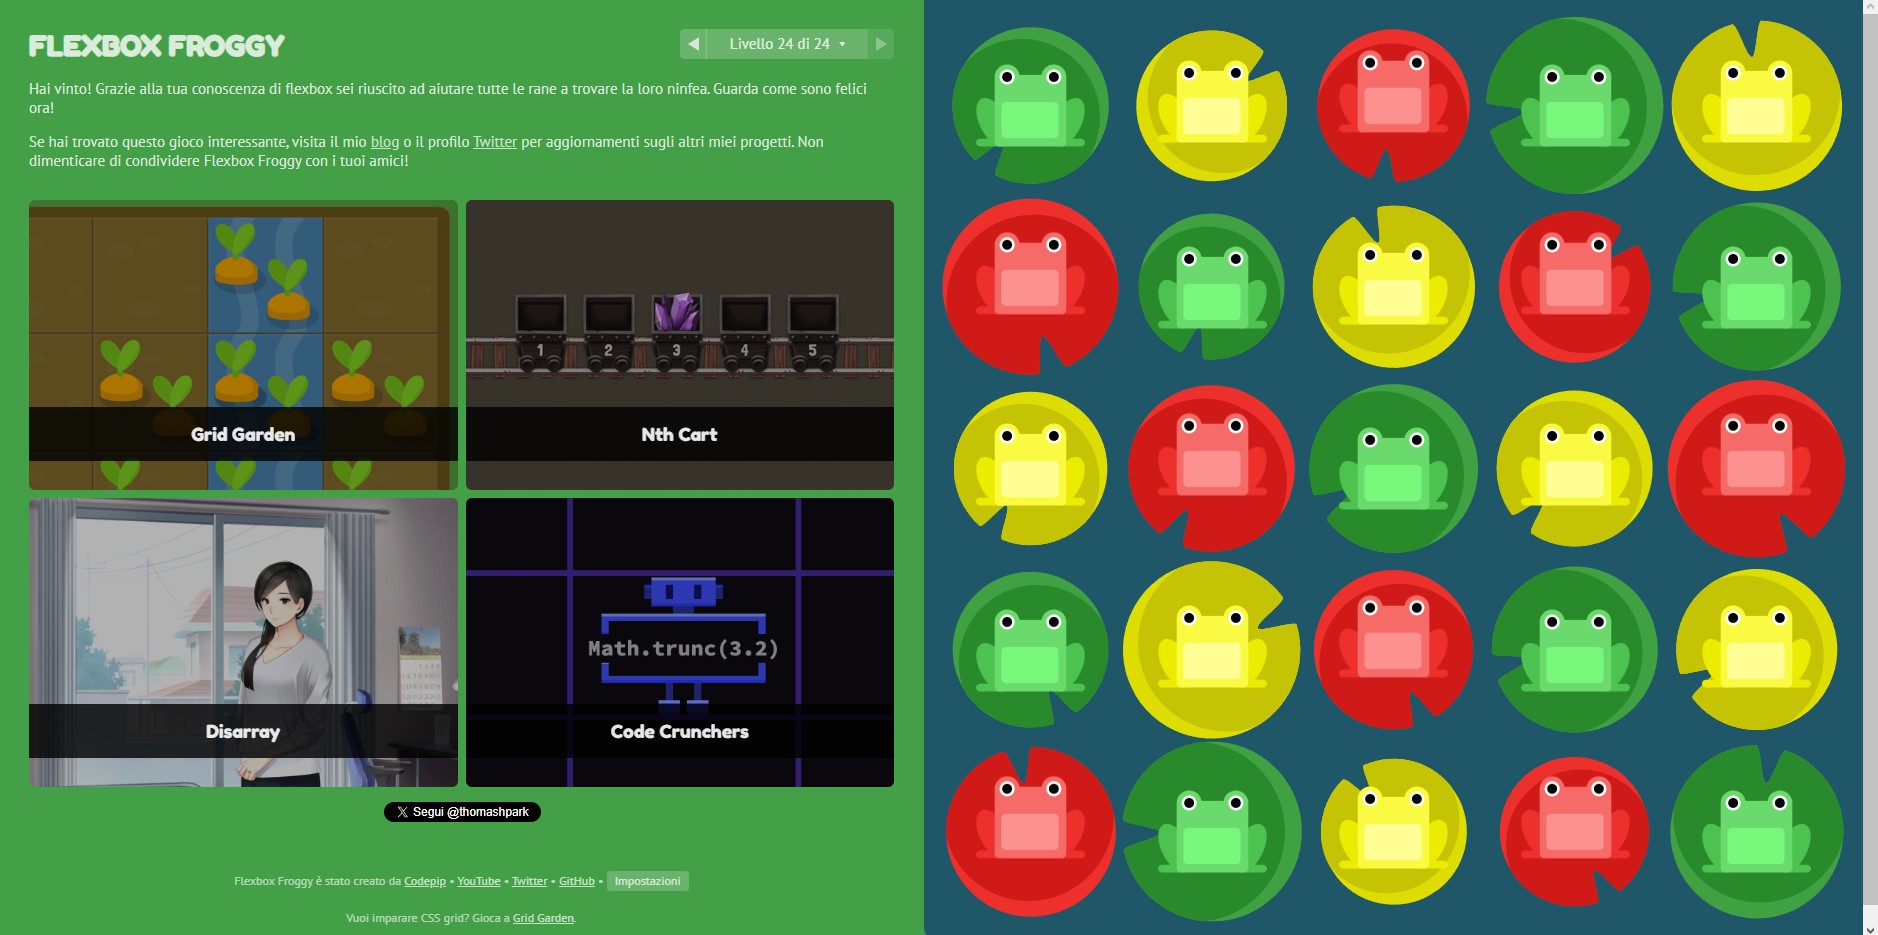 FLEXBOX FROGGY
Livello 24 di 24
Hai vinto! Grazie alla tua conoscenza di flexbox sei riuscito ad aiutare tutte le rane a trovare la loro ninfea. Guarda come sono felici
ora!
Se hai trovato questo gioco interessante, visita il mio blog o il profilo Twitter per aggiornamenti sugli altri miei progetti. Non
dimenticare di condividere Flexbox Froggy con i tuoi amici!
1 2 3 4 5
Grid Garden
Nth Cart
Math.trunc(3.2)
Disarray
Code Crunchers
𝕏 Segui @thomashpark
Flexbox Froggy è stato creato da Codepip • YouTube • Twitter • GitHub • Impostazioni
Vuoi imparare CSS grid? Gioca a Grid Garden.